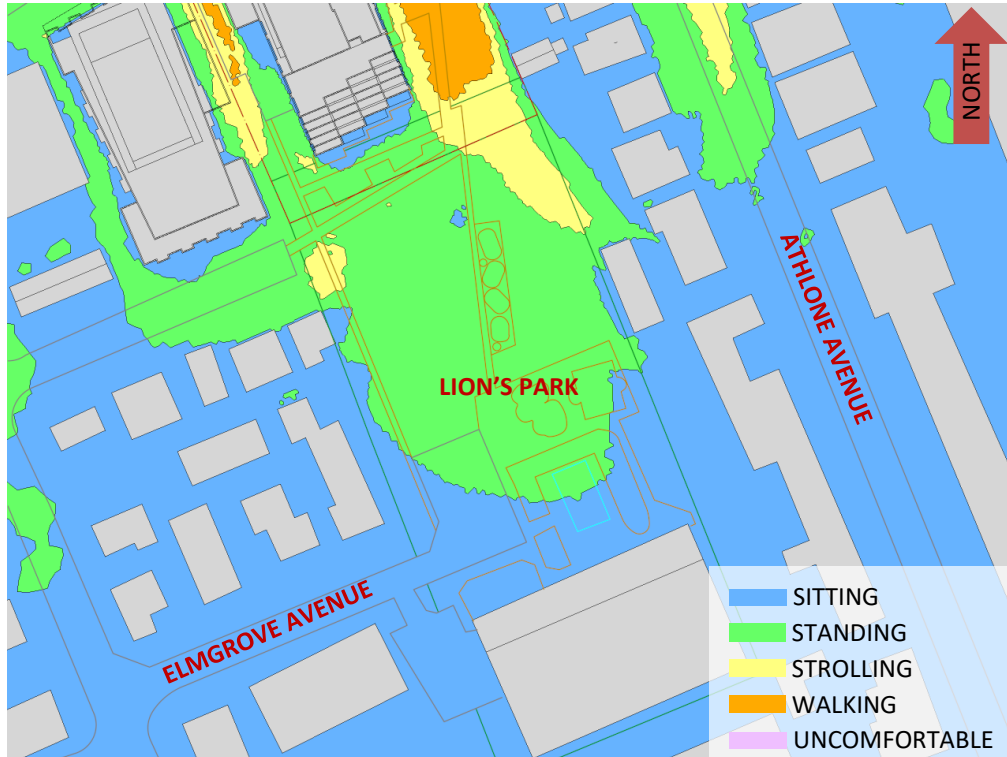 NORTH
ATHLONE AVENUE
LION'S PARK
ELMGROVE AVENUE
SITTING
STANDING
STROLLING
WALKING
UNCOMFORTABLE